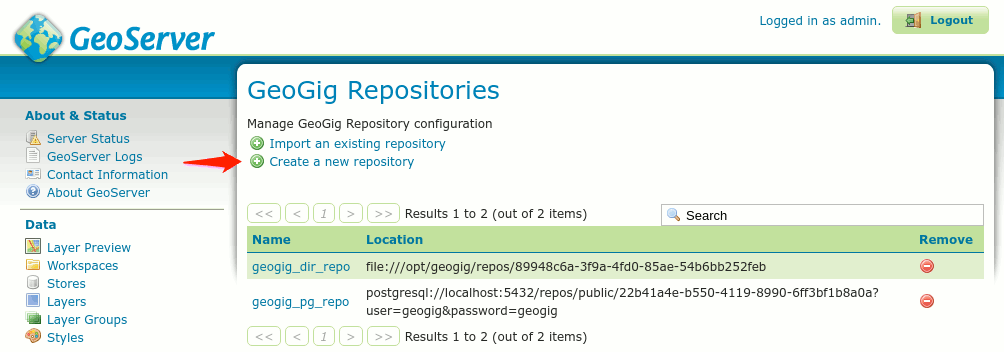 GeoServer
Logged in as admin.
Logout
About & Status
Server Status
GeoServer Logs
Contact Information
About GeoServer
Data
Layer Preview
Workspaces
Stores
Layers
Layer Groups
Styles
GeoGig Repositories
Manage GeoGig Repository configuration
Import an existing repository
Create a new repository
<< < 1 > >> Results 1 to 2 (out of 2 items)
Search
Name Location Remove
geogig_dir_repo file:///opt/geogig/repos/89948c6a-3f9a-4fd0-85ae-54b6bb252feb
geogig_pg_repo postgresql://localhost:5432/repos/public/22b41a4e-b550-4119-8990-6ff3bf1b8a0a?
user=geogig&password=geogig
<< < 1 > >> Results 1 to 2 (out of 2 items)